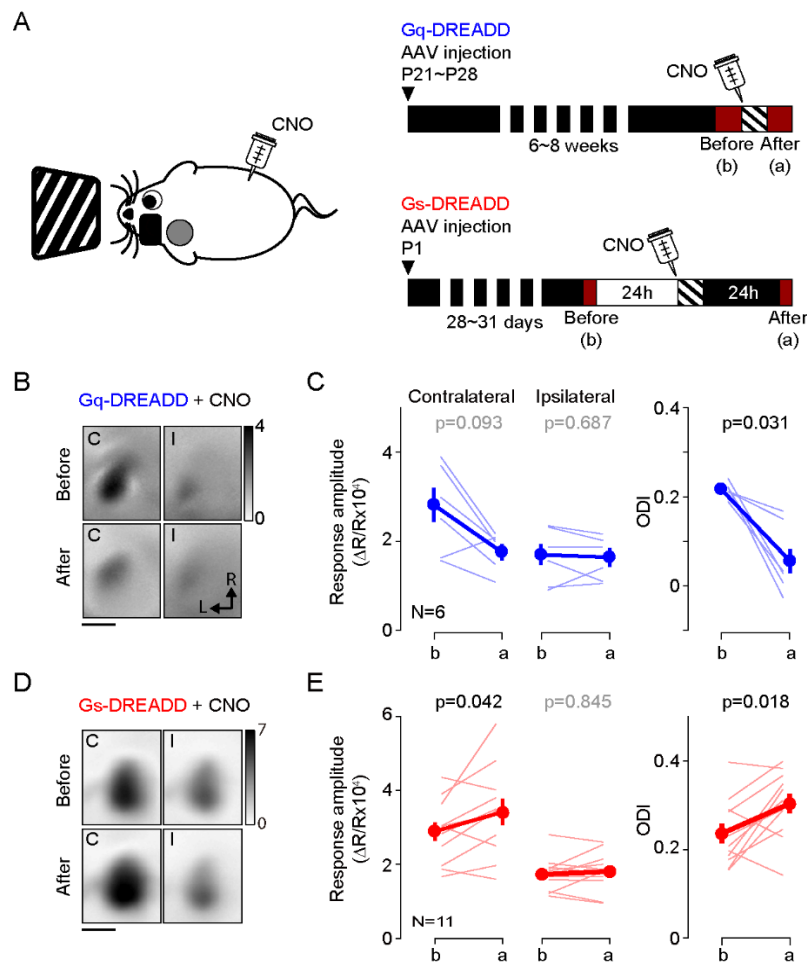 A
CNO
Gq-DREADD
AAV injection
P21~P28
CNO
6~8 weeks
Before
(b)
After
(a)
Gs-DREADD
AAV injection
P1
CNO
24h
24h
28~31 days
Before
(b)
After
(a)
B
Gq-DREADD + CNO
C
I
4
0
Before
C
I
After
R
L
C
Contralateral
Ipsilateral
p=0.093
p=0.687
p=0.031
Response amplitude
(ΔR/Rx10⁴)
4
2
0
N=6
b
a
b
a
ODI
0.4
0.2
0
b
a
D
Gs-DREADD + CNO
C
I
7
0
Before
C
I
After
E
p=0.042
p=0.845
p=0.018
Response amplitude
(ΔR/Rx10⁴)
6
4
2
0
N=11
b
a
b
a
ODI
0.4
0.2
0
b
a